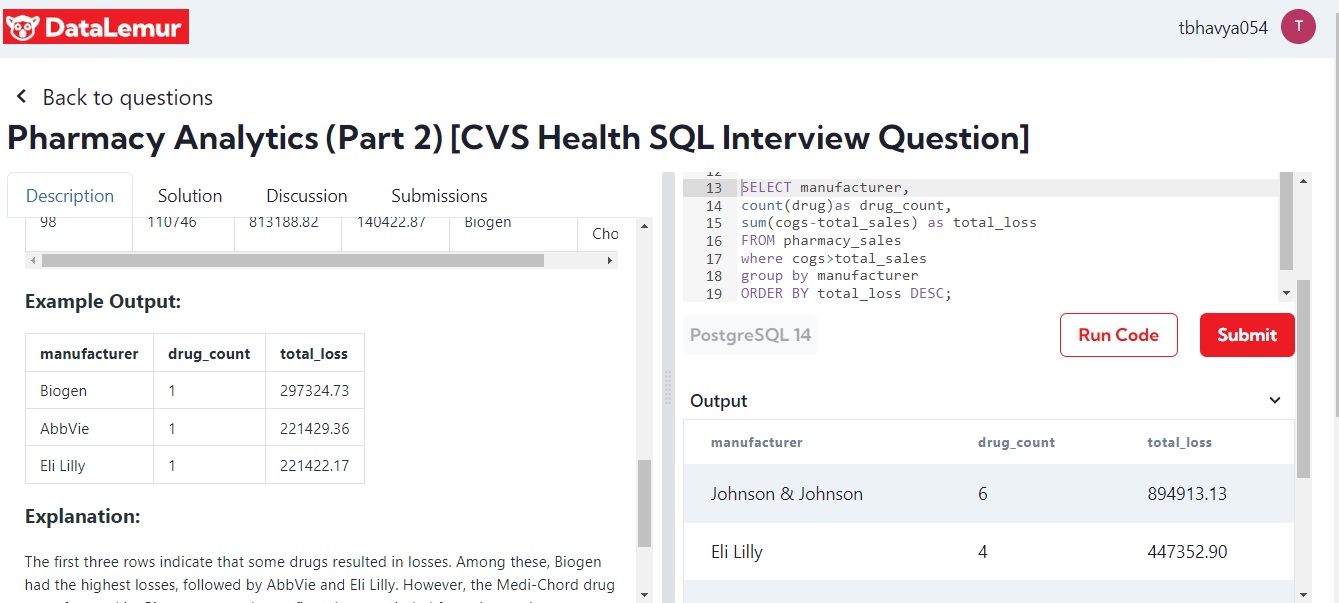 DataLemur
tbhavya054
T
Back to questions
Pharmacy Analytics (Part 2) [CVS Health SQL Interview Question]
Description Solution Discussion Submissions
98 110746 813188.82 140422.87 Biogen Cho
Example Output:
manufacturer drug_count total_loss
Biogen 1 297324.73
AbbVie 1 221429.36
Eli Lilly 1 221422.17
Explanation:
The first three rows indicate that some drugs resulted in losses. Among these, Biogen
had the highest losses, followed by AbbVie and Eli Lilly. However, the Medi-Chord drug
12
13 SELECT manufacturer,
14 count(drug)as drug_count,
15 sum(cogs-total_sales) as total_loss
16 FROM pharmacy_sales
17 where cogs>total_sales
18 group by manufacturer
19 ORDER BY total_loss DESC;
PostgreSQL 14
Run Code
Submit
Output
manufacturer drug_count total_loss
Johnson & Johnson 6 894913.13
Eli Lilly 4 447352.90